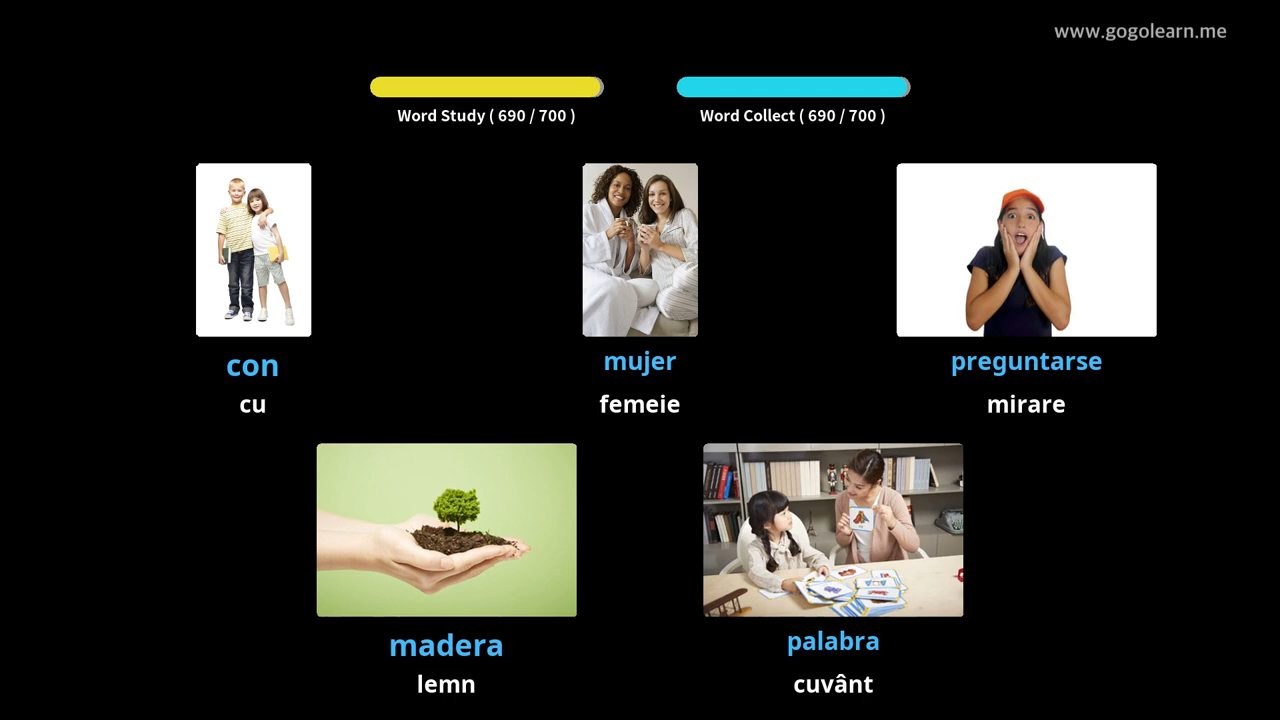 www.gogolearn.me
Word Study ( 690 / 700 )
Word Collect ( 690 / 700 )
con
cu
mujer
femeie
preguntarse
mirare
madera
lemn
palabra
cuvânt